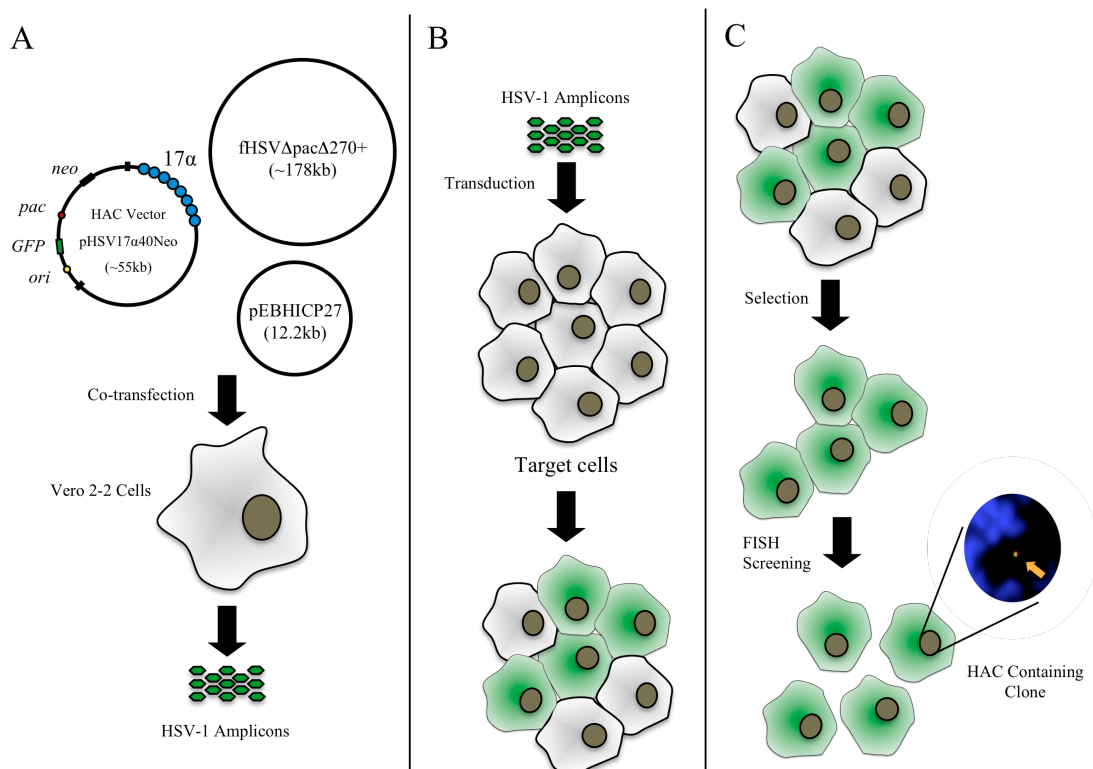 A
fHSVΔpacΔ270+
(~178kb)
17α
neo
pac
GFP
ori
HAC Vector
pHSV17α40Neo
(~55kb)
pEBHICP27
(12.2kb)
Co-transfection
Vero 2-2 Cells
HSV-1 Amplicons
B
HSV-1 Amplicons
Transduction
Target cells
C
Selection
FISH
Screening
HAC Containing
Clone